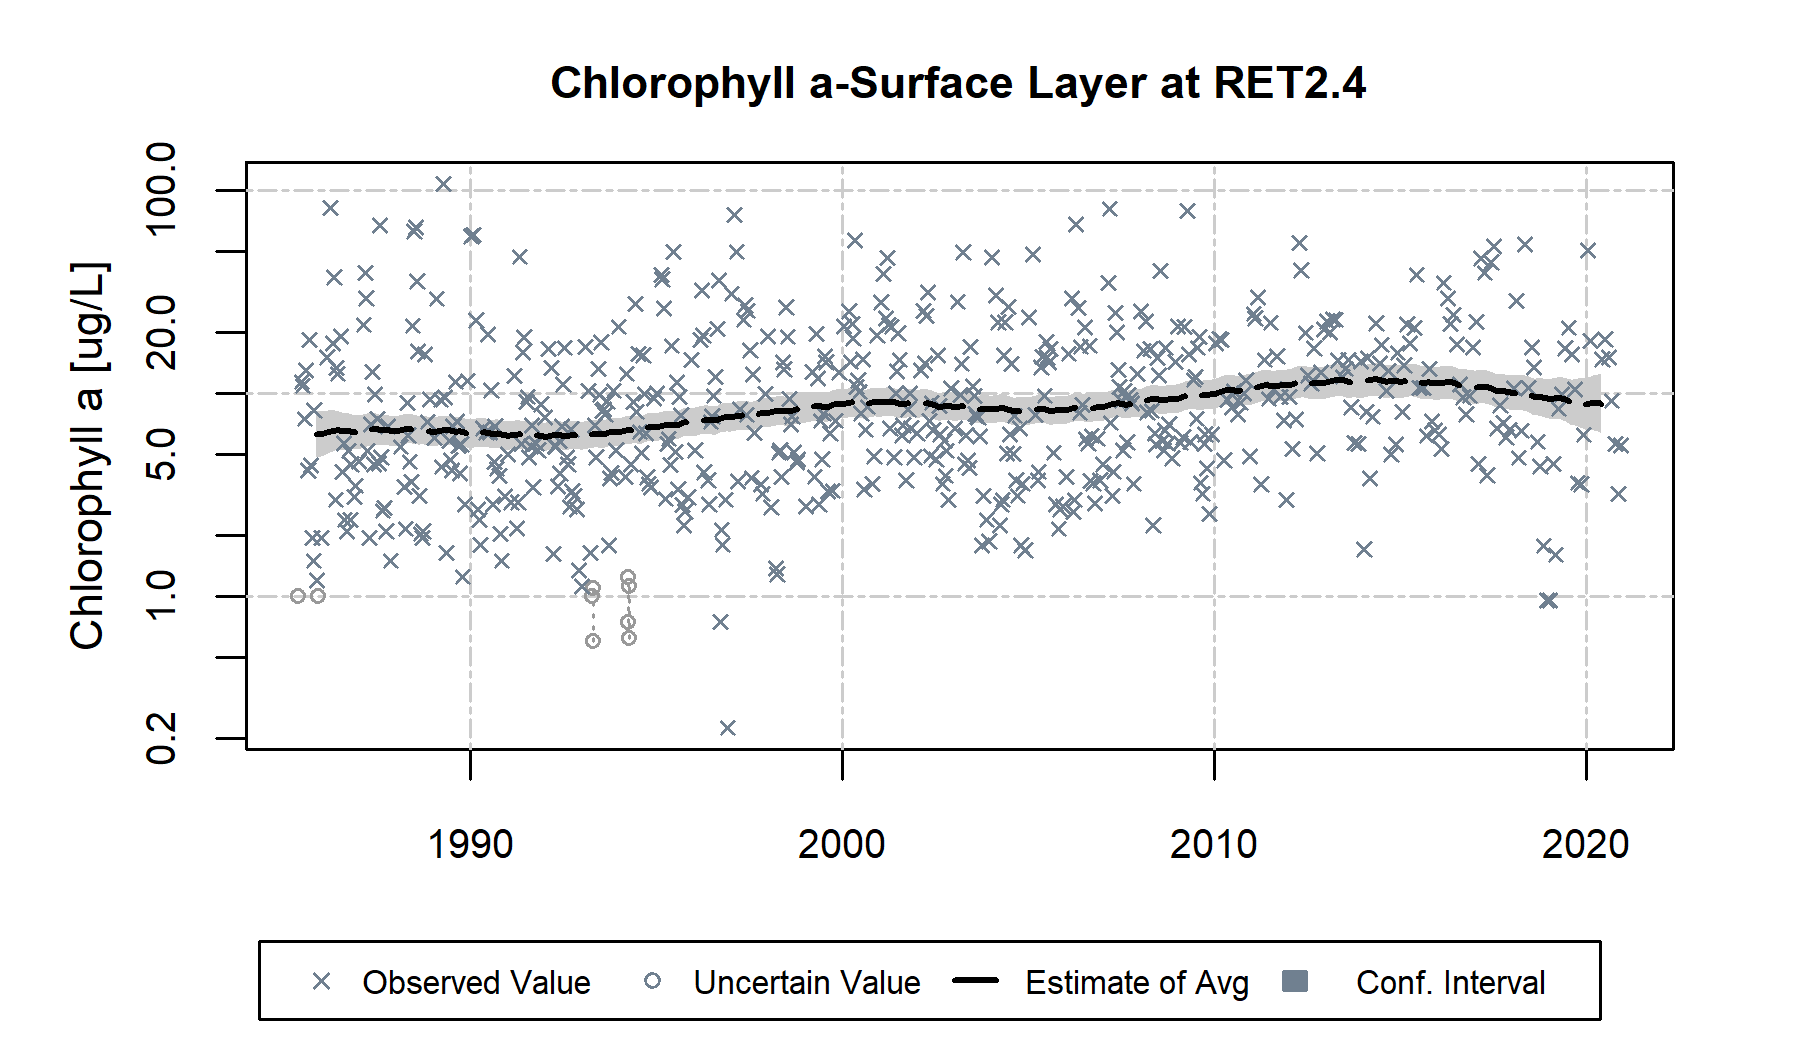 Chlorophyll a-Surface Layer at RET2.4
Chlorophyll a [ug/L]
100.0
20.0
5.0
1.0
0.2
1990 2000 2010 2020
Observed Value Uncertain Value Estimate of Avg Conf. Interval